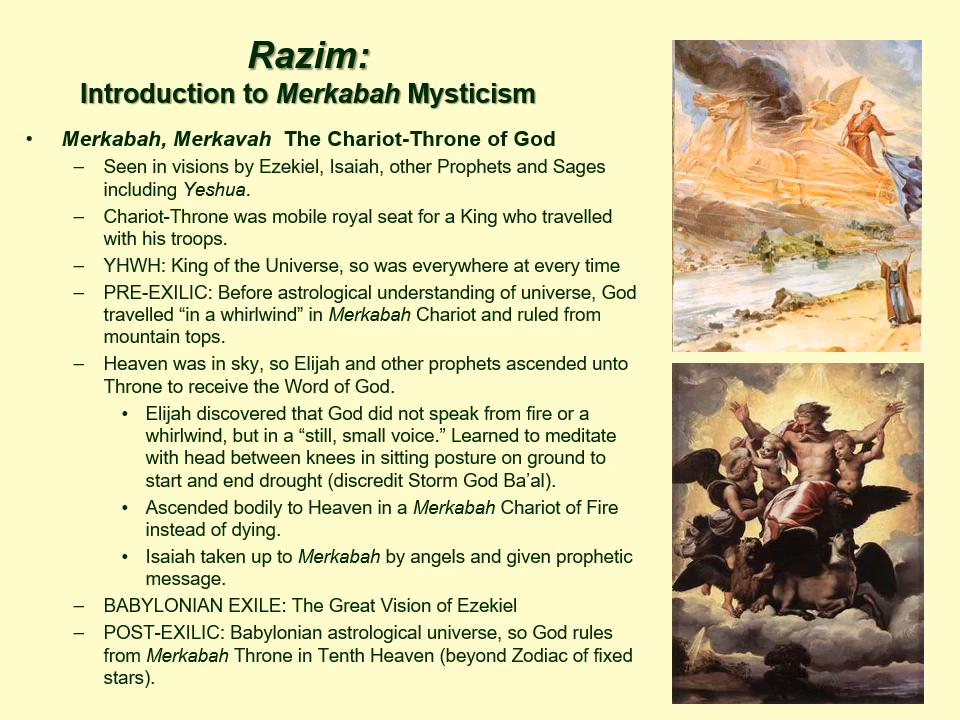 Razim:
Introduction to Merkabah Mysticism
• Merkabah, Merkavah The Chariot-Throne of God
– Seen in visions by Ezekiel, Isaiah, other Prophets and Sages
including Yeshua.
– Chariot-Throne was mobile royal seat for a King who travelled
with his troops.
– YHWH: King of the Universe, so was everywhere at every time
– PRE-EXILIC: Before astrological understanding of universe, God
travelled “in a whirlwind” in Merkabah Chariot and ruled from
mountain tops.
– Heaven was in sky, so Elijah and other prophets ascended unto
Throne to receive the Word of God.
• Elijah discovered that God did not speak from fire or a
whirlwind, but in a “still, small voice.” Learned to meditate
with head between knees in sitting posture on ground to
start and end drought (discredit Storm God Ba’al).
• Ascended bodily to Heaven in a Merkabah Chariot of Fire
instead of dying.
• Isaiah taken up to Merkabah by angels and given prophetic
message.
– BABYLONIAN EXILE: The Great Vision of Ezekiel
– POST-EXILIC: Babylonian astrological universe, so God rules
from Merkabah Throne in Tenth Heaven (beyond Zodiac of fixed
stars).